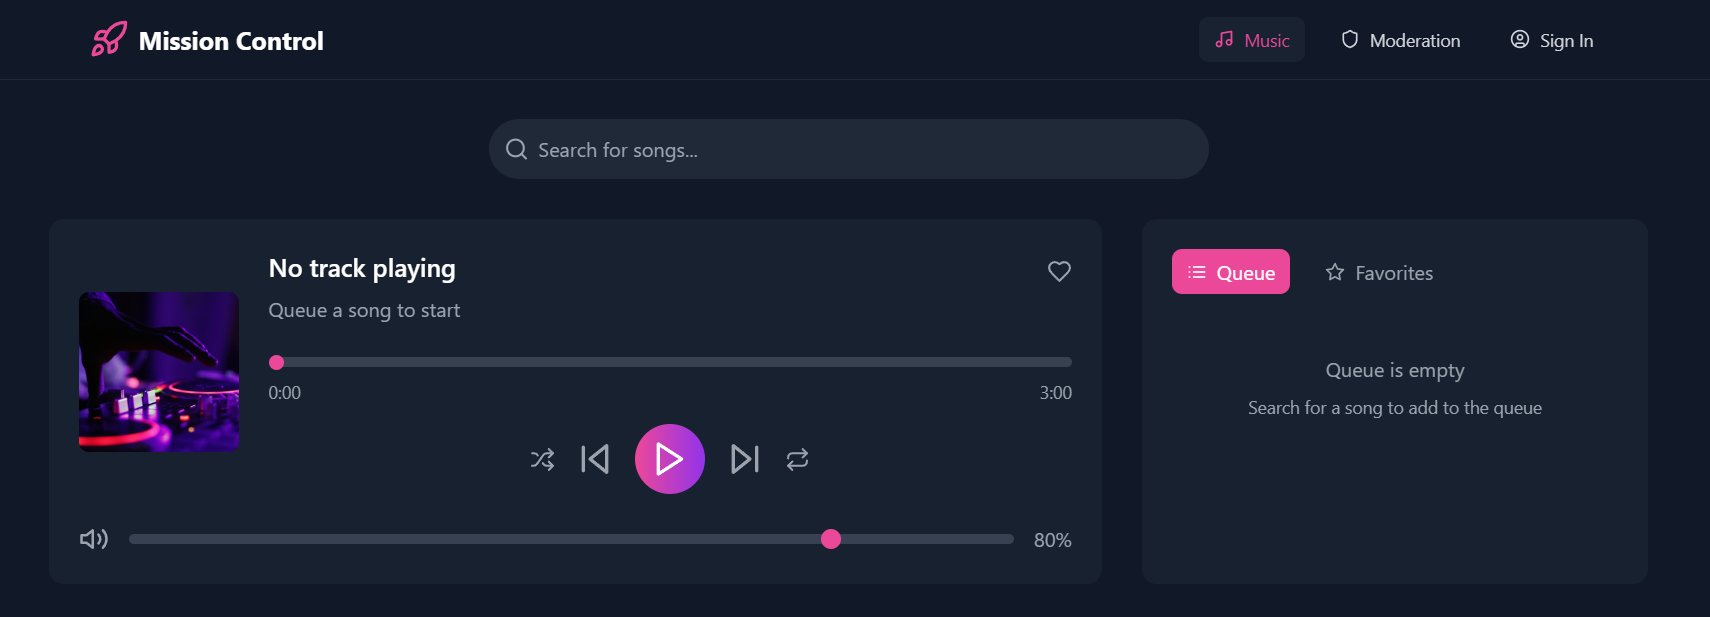 Mission Control
Music
Moderation
Sign In
Search for songs...
No track playing
Queue a song to start
0:00
3:00
80%
Queue
Favorites
Queue is empty
Search for a song to add to the queue